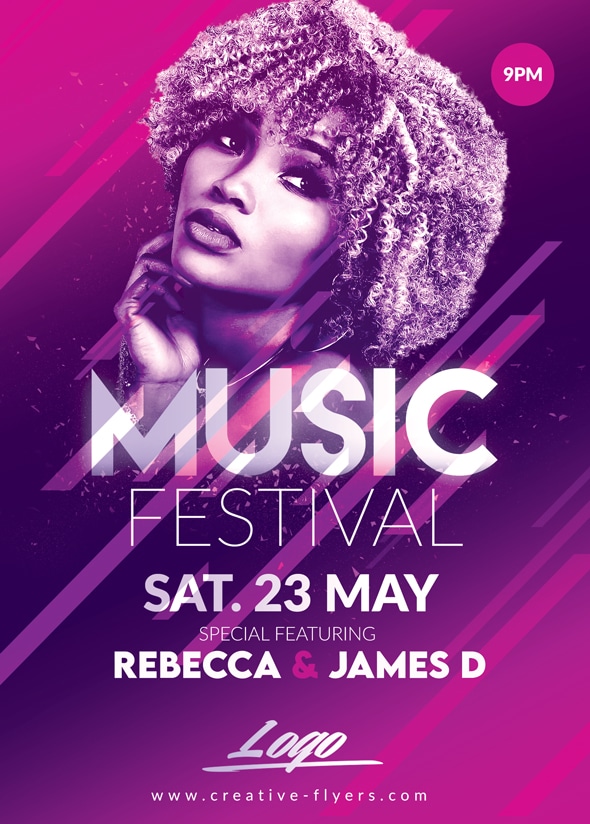 9PM
MUSIC
FESTIVAL
SAT. 23 MAY
SPECIAL FEATURING
REBECCA & JAMES D
Logo
www.creative-flyers.com